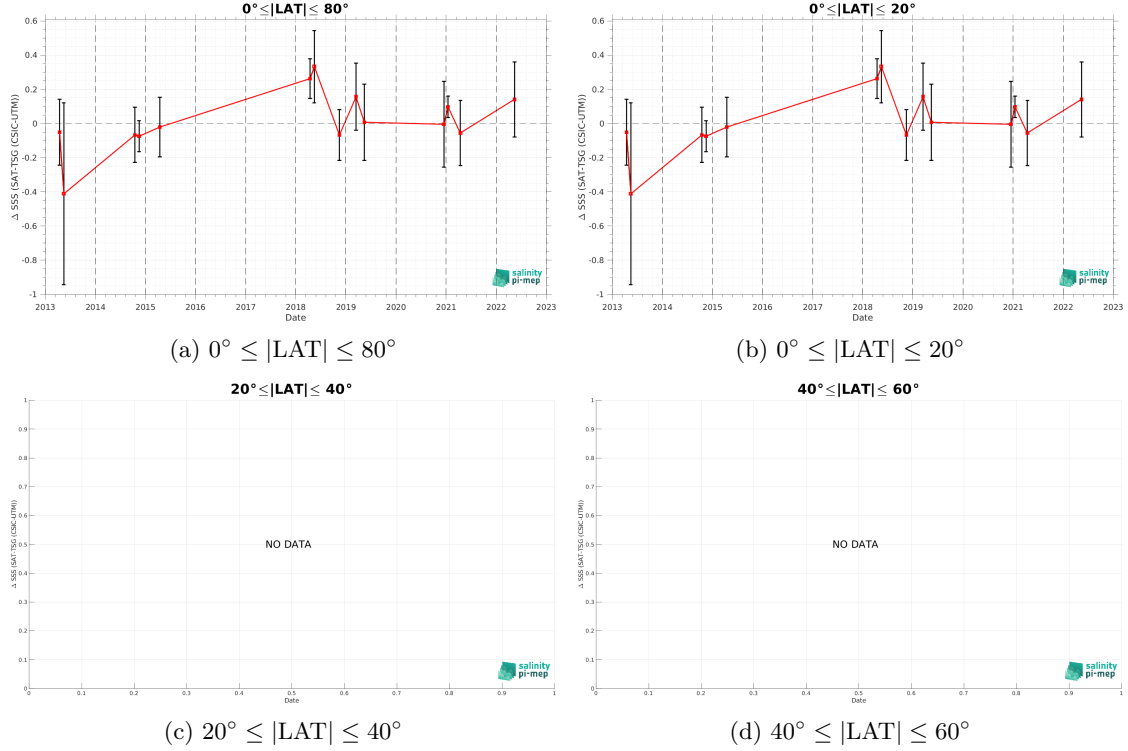 0°≤|LAT|≤ 80°
Δ SSS (SAT-TSG (CSIC-UTM))
0.6
0.4
0.2
0
-0.2
-0.4
-0.6
-0.8
-1
2013 2014 2015 2016 2017 2018 2019 2020 2021 2022 2023
Date
salinity
pi-mep
(a) 0° ≤ |LAT| ≤ 80°
0°≤|LAT|≤ 20°
Δ SSS (SAT-TSG (CSIC-UTM))
0.6
0.4
0.2
0
-0.2
-0.4
-0.6
-0.8
-1
2013 2014 2015 2016 2017 2018 2019 2020 2021 2022 2023
Date
salinity
pi-mep
(b) 0° ≤ |LAT| ≤ 20°
20°≤|LAT|≤ 40°
Δ SSS (SAT-TSG (CSIC-UTM))
1
0.9
0.8
0.7
0.6
0.5
0.4
0.3
0.2
0.1
0
NO DATA
0 0.1 0.2 0.3 0.4 0.5 0.6 0.7 0.8 0.9 1
Date
salinity
pi-mep
(c) 20° ≤ |LAT| ≤ 40°
40°≤|LAT|≤ 60°
Δ SSS (SAT-TSG (CSIC-UTM))
1
0.9
0.8
0.7
0.6
0.5
0.4
0.3
0.2
0.1
0
NO DATA
0 0.1 0.2 0.3 0.4 0.5 0.6 0.7 0.8 0.9 1
Date
salinity
pi-mep
(d) 40° ≤ |LAT| ≤ 60°